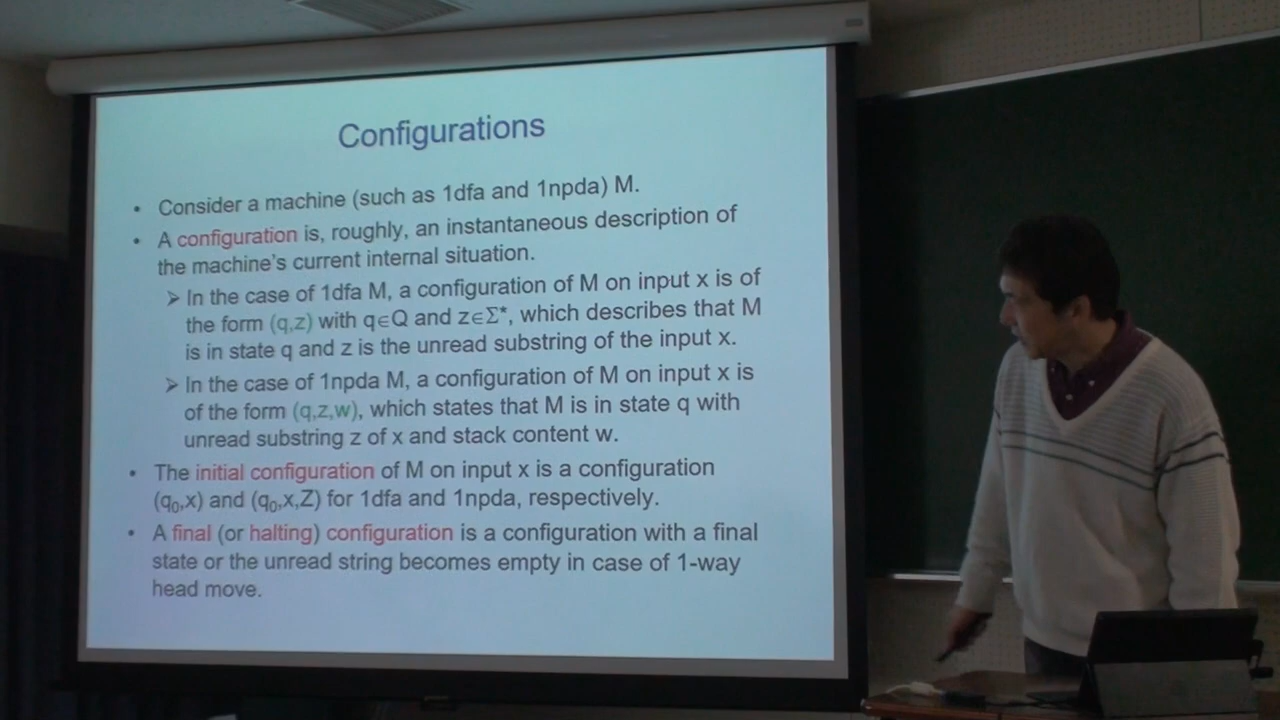 Configurations
• Consider a machine (such as 1dfa and 1npda) M.
• A configuration is, roughly, an instantaneous description of
the machine's current internal situation.
➢ In the case of 1dfa M, a configuration of M on input x is of
the form (q,z) with q∈Q and z∈Σ*, which describes that M
is in state q and z is the unread substring of the input x.
➢ In the case of 1npda M, a configuration of M on input x is
of the form (q,z,w), which states that M is in state q with
unread substring z of x and stack content w.
• The initial configuration of M on input x is a configuration
(q₀,x) and (q₀,x,Z) for 1dfa and 1npda, respectively.
• A final (or halting) configuration is a configuration with a final
state or the unread string becomes empty in case of 1-way
head move.